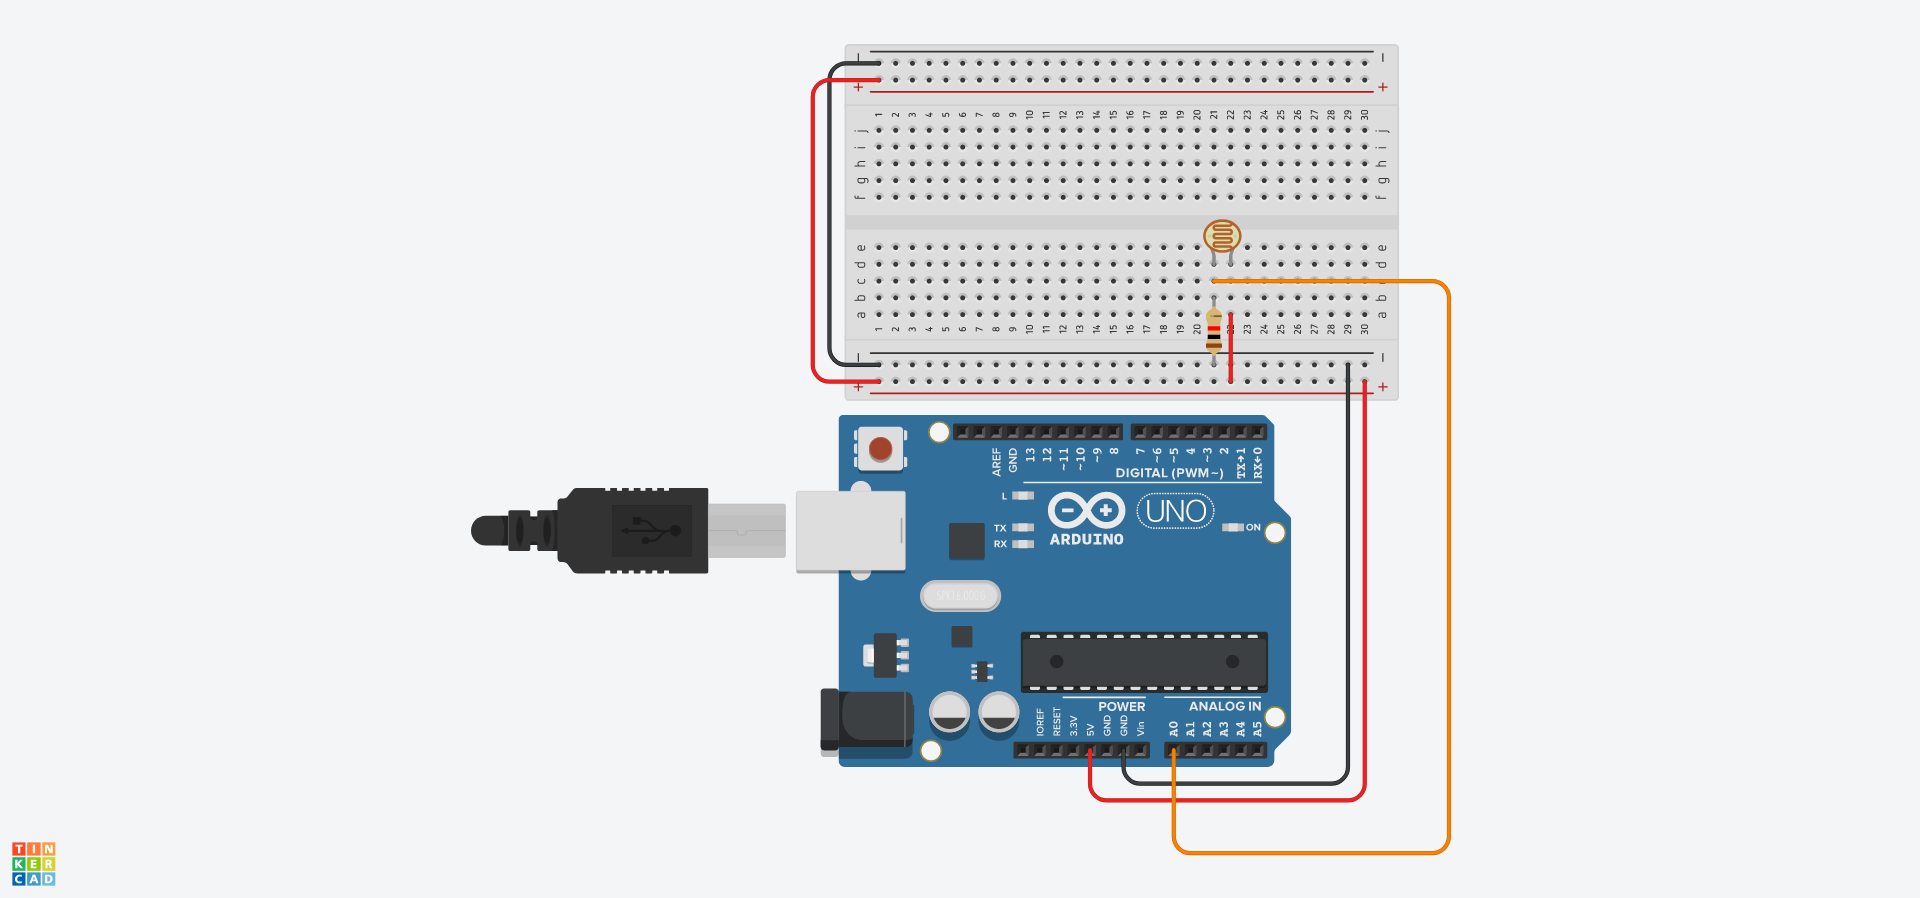 − −
+ +
1 2 3 4 5 6 7 8 9 10 11 12 13 14 15 16 17 18 19 20 21 22 23 24 25 26 27 28 29 30
j j
i i
h h
g g
f f
e e
d d
c
b b
a a
1 2 3 4 5 6 7 8 9 10 11 12 13 14 15 16 17 18 19 20 23 24 25 26 27 28 29 30
− −
+ +
AREF GND 13 12 ~11 ~10 ~9 8 7 ~6 ~5 4 ~3 2 TX→1 RX←0
DIGITAL (PWM~)
L
TX
RX
UNO
ON
ARDUINO
POWER
ANALOG IN
IOREF RESET 3.3V 5V GND GND Vin A0 A1 A2 A3 A4 A5
TIN
KER
CAD